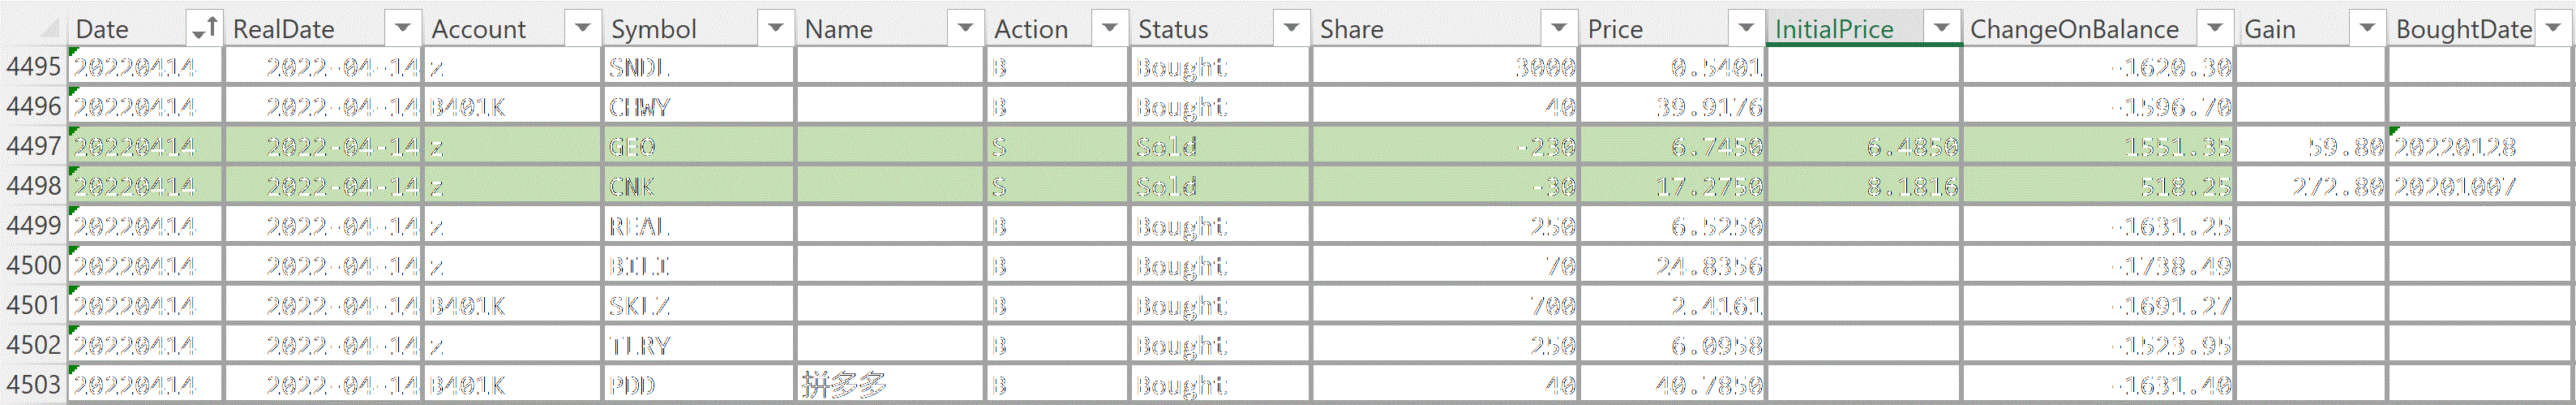 Date RealDate Account Symbol Name Action Status Share Price InitialPrice ChangeOnBalance Gain BoughtDate
4495 20220414 2022-04-14 z SNDL B Bought 3000 0.5401 -1620.30
4496 20220414 2022-04-14 B401K CHWY B Bought 40 39.9176 -1596.70
4497 20220414 2022-04-14 z GEO S Sold -230 6.7450 6.4850 1551.35 59.80 20220128
4498 20220414 2022-04-14 z CNK S Sold -30 17.2750 8.1816 518.25 272.80 20201007
4499 20220414 2022-04-14 z REAL B Bought 250 6.5250 -1631.25
4500 20220414 2022-04-14 z BILI B Bought 70 24.8356 -1738.49
4501 20220414 2022-04-14 B401K SKLZ B Bought 700 2.4161 -1691.27
4502 20220414 2022-04-14 z TLRY B Bought 250 6.0958 -1523.95
4503 20220414 2022-04-14 B401K PDD 拼多多 B Bought 40 40.7850 -1631.40